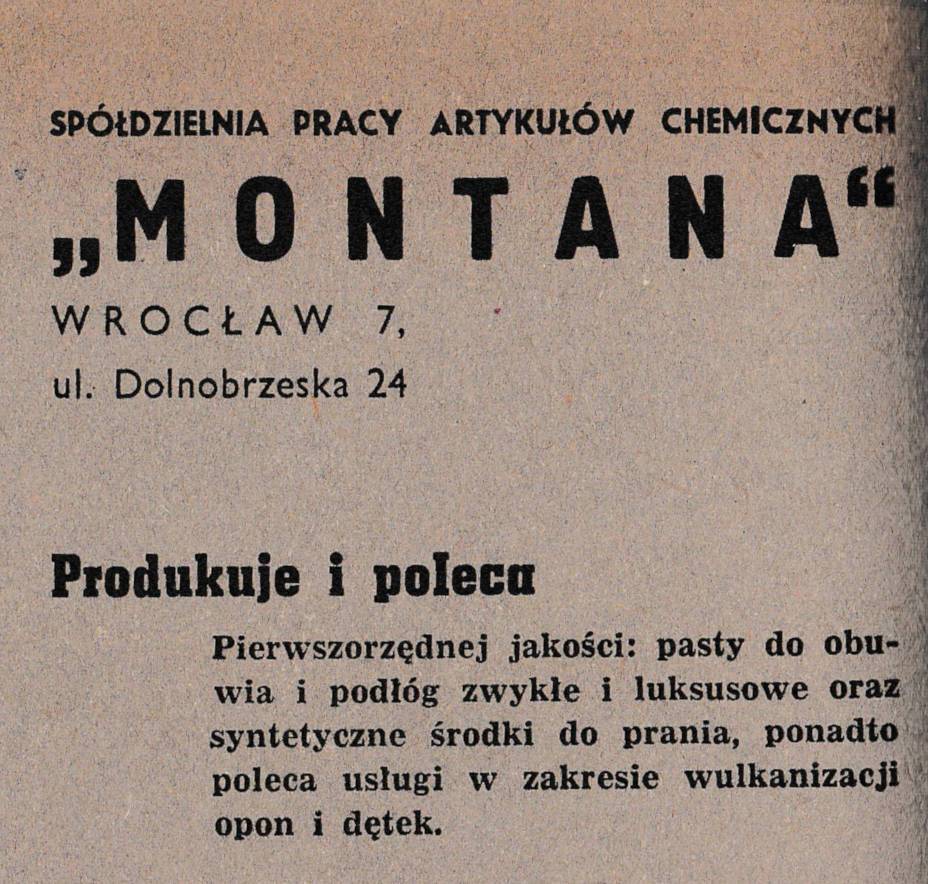 SPÓŁDZIELNIA PRACY ARTYKUŁÓW CHEMICZNYCH
„MONTANA“
WROCŁAW 7,
ul. Dolnobrzeska 24
Produkuje i poleca
Pierwszorzędnej jakości: pasty do obu-
wia i podłóg zwykłe i luksusowe oraz
syntetyczne środki do prania, ponadto
poleca usługi w zakresie wulkanizacji
opon i dętek.